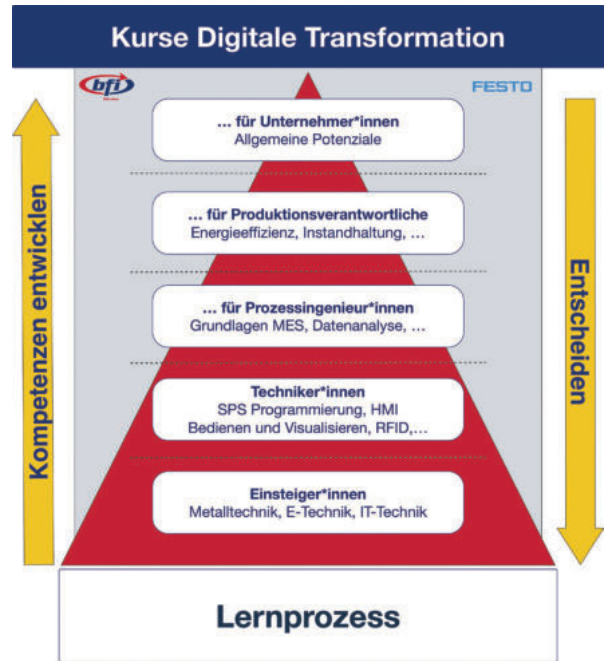 Kurse Digitale Transformation
bfi
FESTO
... für Unternehmer*innen
Allgemeine Potenziale
... für Produktionsverantwortliche
Energieeffizienz, Instandhaltung, ...
... für Prozessingenieur*innen
Grundlagen MES, Datenanalyse, ...
Techniker*innen
SPS Programmierung, HMI
Bedienen und Visualisieren, RFID,...
Einsteiger*innen
Metalltechnik, E-Technik, IT-Technik
Kompetenzen entwicklen
Entscheiden
Lernprozess